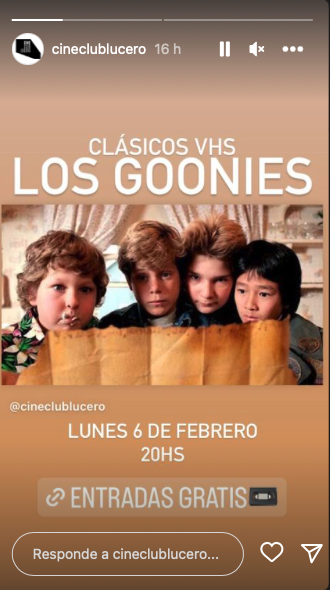 cineclublucero 16 h
CLÁSICOS VHS
LOS GOONIES
@cineclublucero
LUNES 6 DE FEBRERO
20HS
ENTRADAS GRATIS
Responde a cineclublucero...